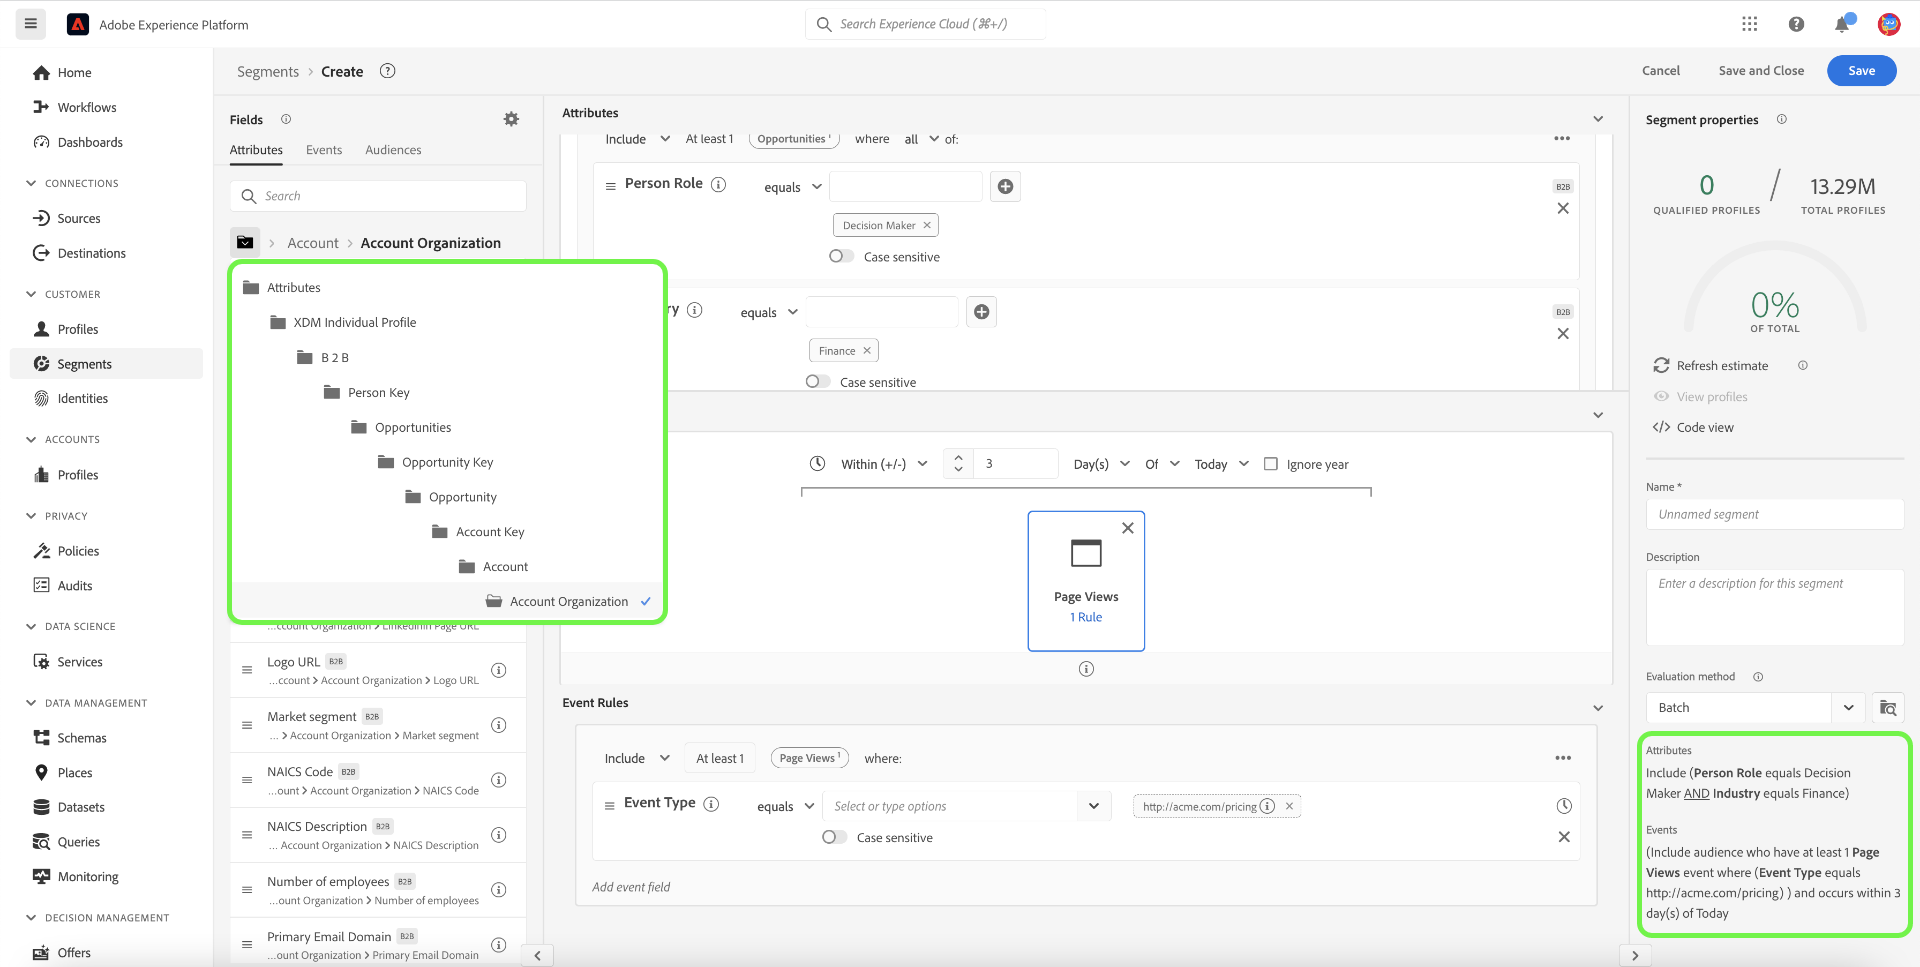 Adobe Experience Platform
Search Experience Cloud (⌘+/)
Home
Workflows
Dashboards
CONNECTIONS
Sources
Destinations
CUSTOMER
Profiles
Segments
Identities
ACCOUNTS
Profiles
PRIVACY
Policies
Audits
DATA SCIENCE
Services
DATA MANAGEMENT
Schemas
Places
Datasets
Queries
Monitoring
DECISION MANAGEMENT
Offers
Segments > Create
Cancel
Save and Close
Save
Fields
Attributes Events Audiences
Search
> Account > Account Organization
Attributes
XDM Individual Profile
B 2 B
Person Key
Opportunities
Opportunity Key
Opportunity
Account Key
Account
Account Organization
...ccount Organization > LinkedinIn Page URL
Logo URL B2B
...ccount > Account Organization > Logo URL
Market segment B2B
... > Account Organization > Market segment
NAICS Code B2B
...ount > Account Organization > NAICS Code
NAICS Description B2B
... Account Organization > NAICS Description
Number of employees B2B
...ount Organization > Number of employees
Primary Email Domain B2B
...ount Organization > Primary Email Domain
Attributes
Include At least 1 Opportunities 1 where all of:
Person Role equals
B2B
Decision Maker
Case sensitive
ry equals
B2B
Finance
Case sensitive
Within (+/-) 3 Day(s) Of Today Ignore year
Page Views
1 Rule
Event Rules
Include At least 1 Page Views 1 where:
Event Type equals Select or type options http://acme.com/pricing
Case sensitive
Add event field
Segment properties
0 / 13.29M
QUALIFIED PROFILES TOTAL PROFILES
0%
OF TOTAL
Refresh estimate
View profiles
</> Code view
Name *
Unnamed segment
Description
Enter a description for this segment
Evaluation method
Batch
Attributes
Include (Person Role equals Decision
Maker AND Industry equals Finance)
Events
(Include audience who have at least 1 Page
Views event where (Event Type equals
http://acme.com/pricing) ) and occurs within 3
day(s) of Today